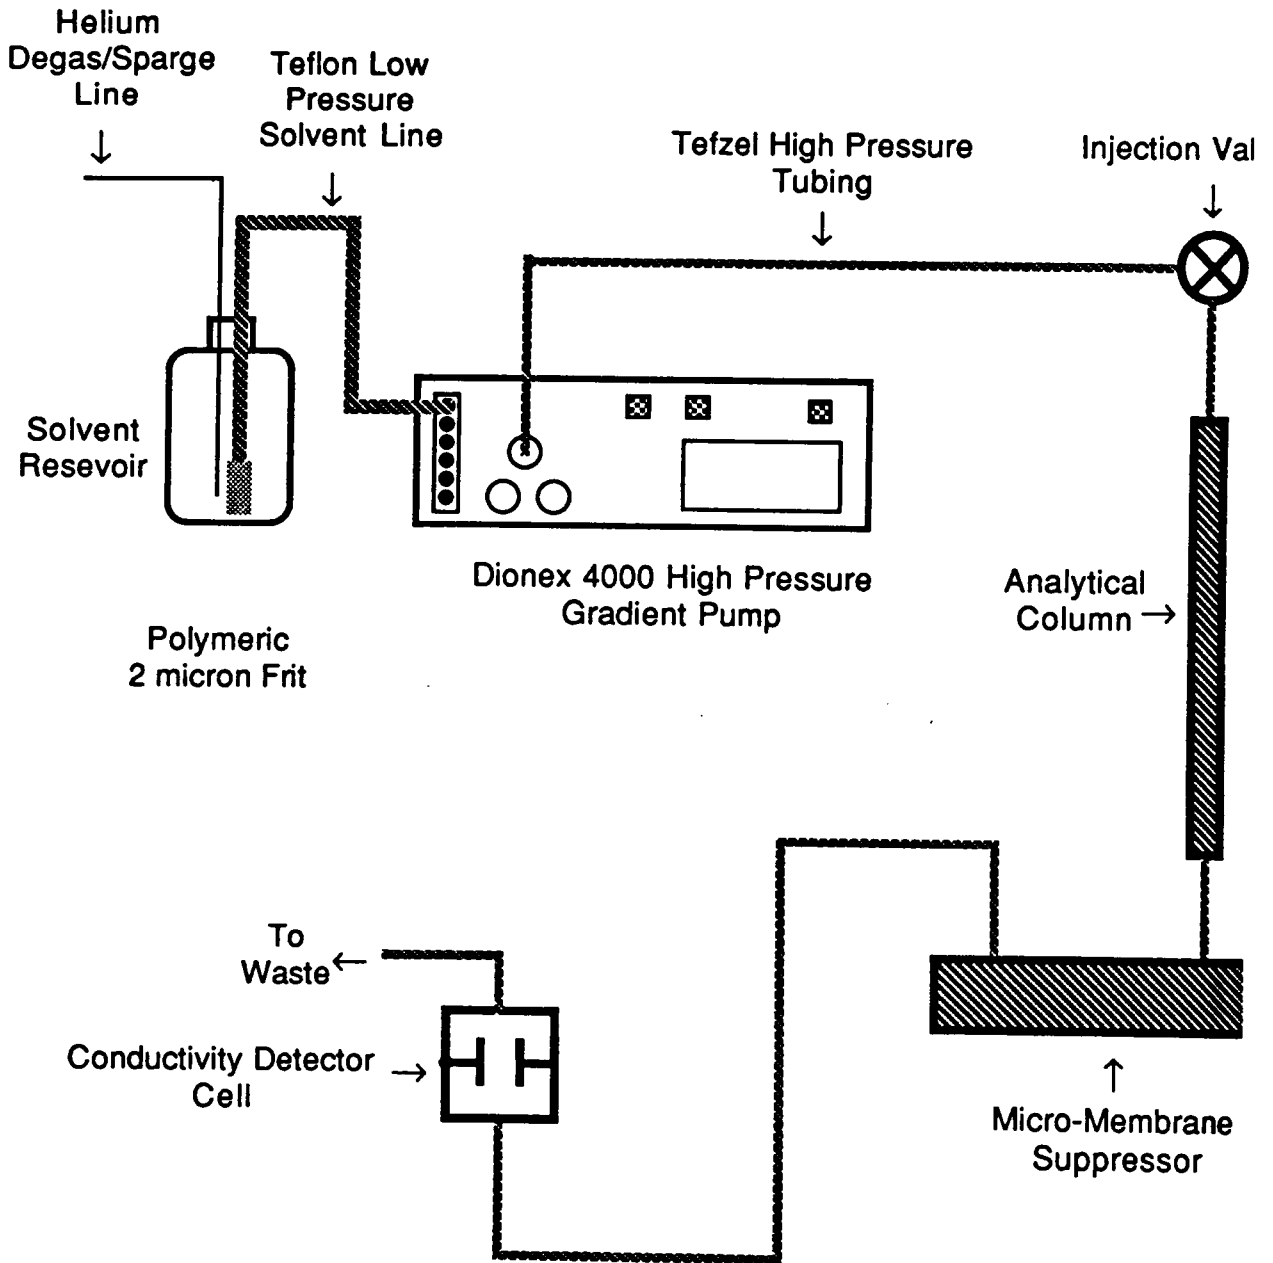 Helium
Degas/Sparge
Line
Teflon Low
Pressure
Solvent Line
Tefzel High Pressure
Tubing
Injection Val
Solvent
Resevoir
Dionex 4000 High Pressure
Gradient Pump
Analytical
Column
Polymeric
2 micron Frit
To
Waste
Conductivity Detector
Cell
Micro-Membrane
Suppressor